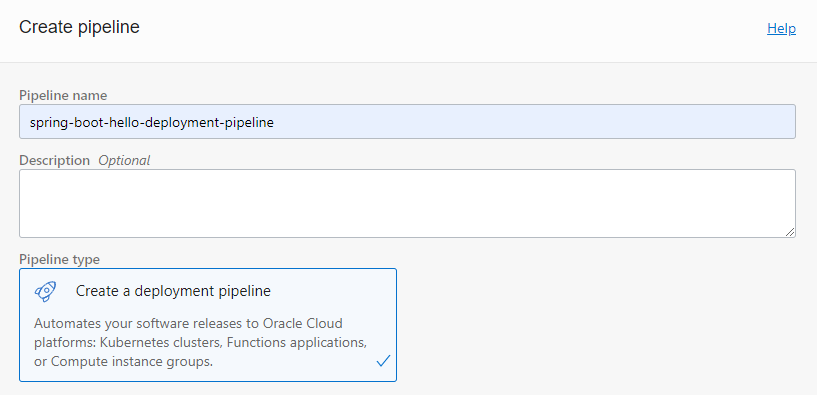 Create pipeline
Help
Pipeline name
spring-boot-hello-deployment-pipeline
Description Optional
Pipeline type
Create a deployment pipeline
Automates your software releases to Oracle Cloud
platforms: Kubernetes clusters, Functions applications,
or Compute instance groups.